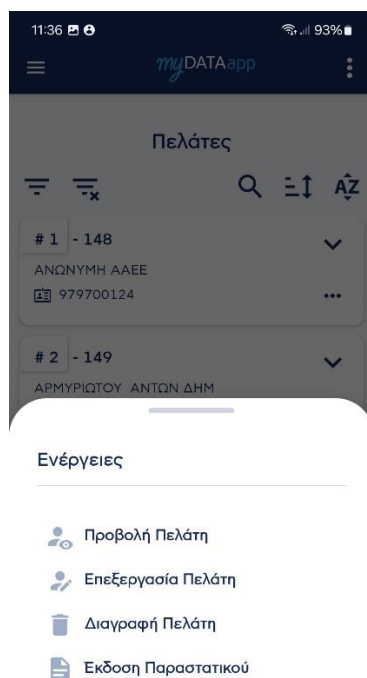 11:36 93%
myDATAapp
Πελάτες
AZ
# 1 - 148
ΑΝΩΝΥΜΗ ΑΑΕΕ
979700124
# 2 - 149
ΑΡΜΥΡΙΩΤΟΥ ΑΝΤΩΝ ΔΗΜ
Ενέργειες
Προβολή Πελάτη
Επεξεργασία Πελάτη
Διαγραφή Πελάτη
Έκδοση Παραστατικού